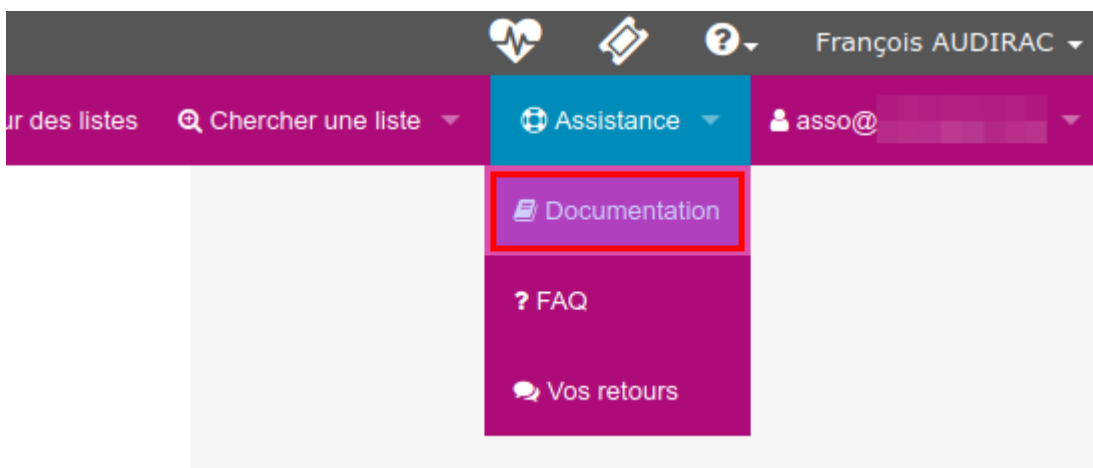 François AUDIRAC
ur des listes Chercher une liste Assistance asso@
Documentation
? FAQ
Vos retours